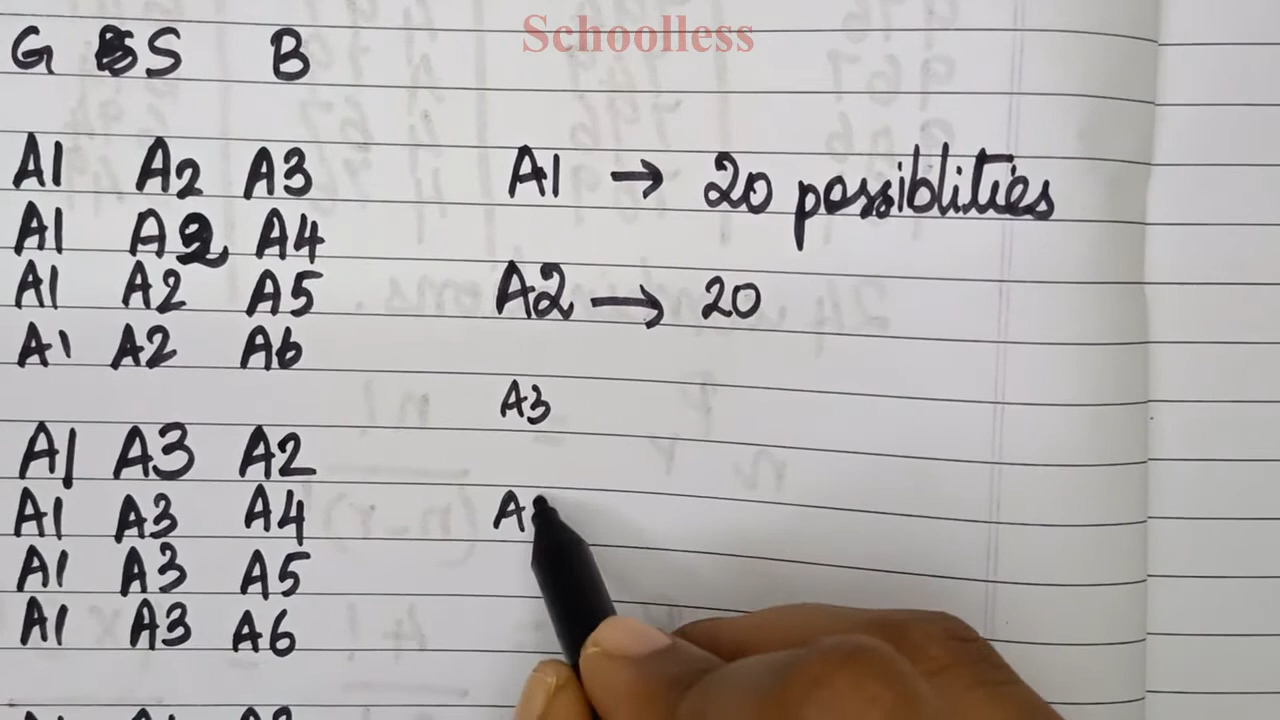 Schoolless
G S B
A1 A2 A3 A1 → 20 possiblities
A1 A2 A4
A1 A2 A5 A2 → 20
A1 A2 A6
A3
A1 A3 A2
A1 A3 A4 A
A1 A3 A5
A1 A3 A6